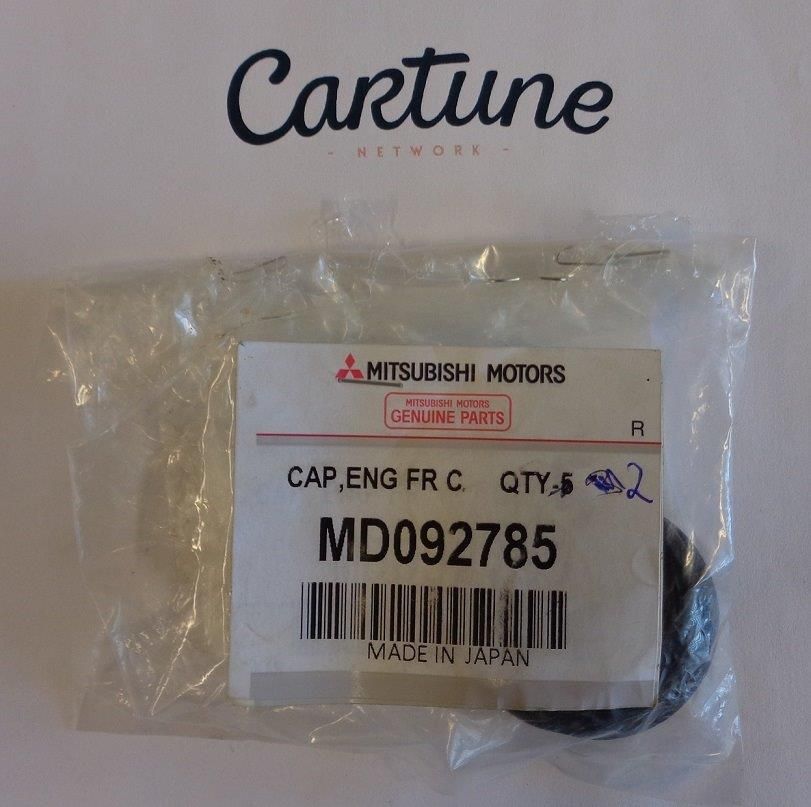 Cartune
- NETWORK -
MITSUBISHI MOTORS
MITSUBISHI MOTORS
GENUINE PARTS
R
CAP,ENG FR C QTY 5 2
MD092785
MADE IN JAPAN